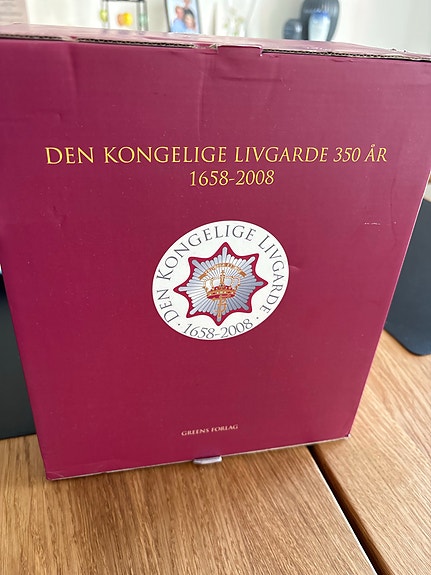 DEN KONGELIGE LIVGARDE 350 ÅR
1658-2008
DEN KONGELIGE LIVGARDE
· 1658-2008 ·
GREENS FORLAG